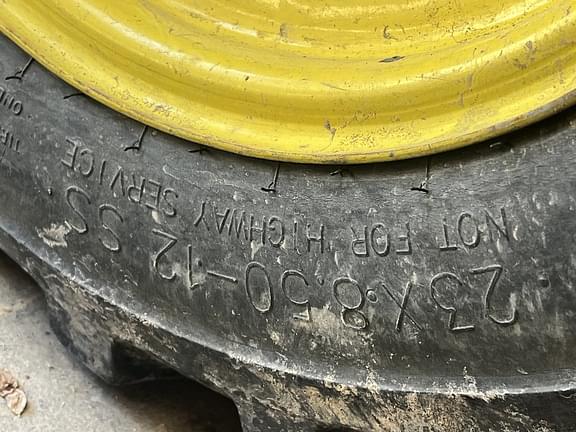 23X8.50-12 SS
NOT FOR HIGHWAY SERVICE